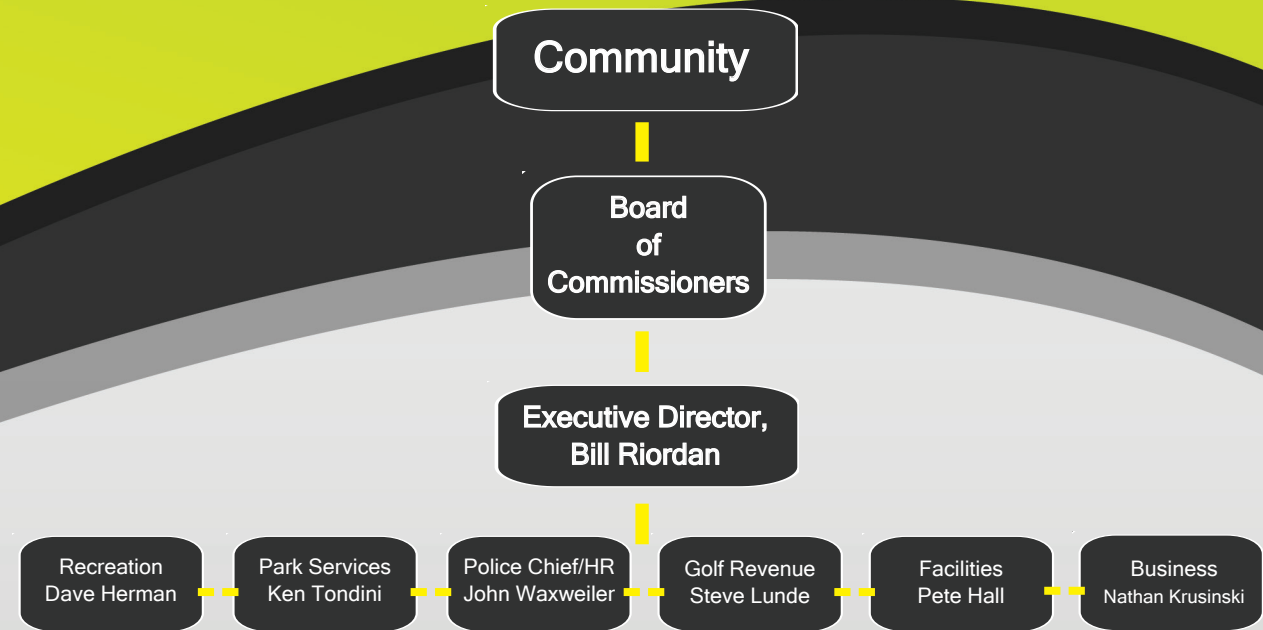 Community
Board
of
Commissioners
Executive Director,
Bill Riordan
Recreation
Dave Herman
Park Services
Ken Tondini
Police Chief/HR
John Waxweiler
Golf Revenue
Steve Lunde
Facilities
Pete Hall
Business
Nathan Krusinski